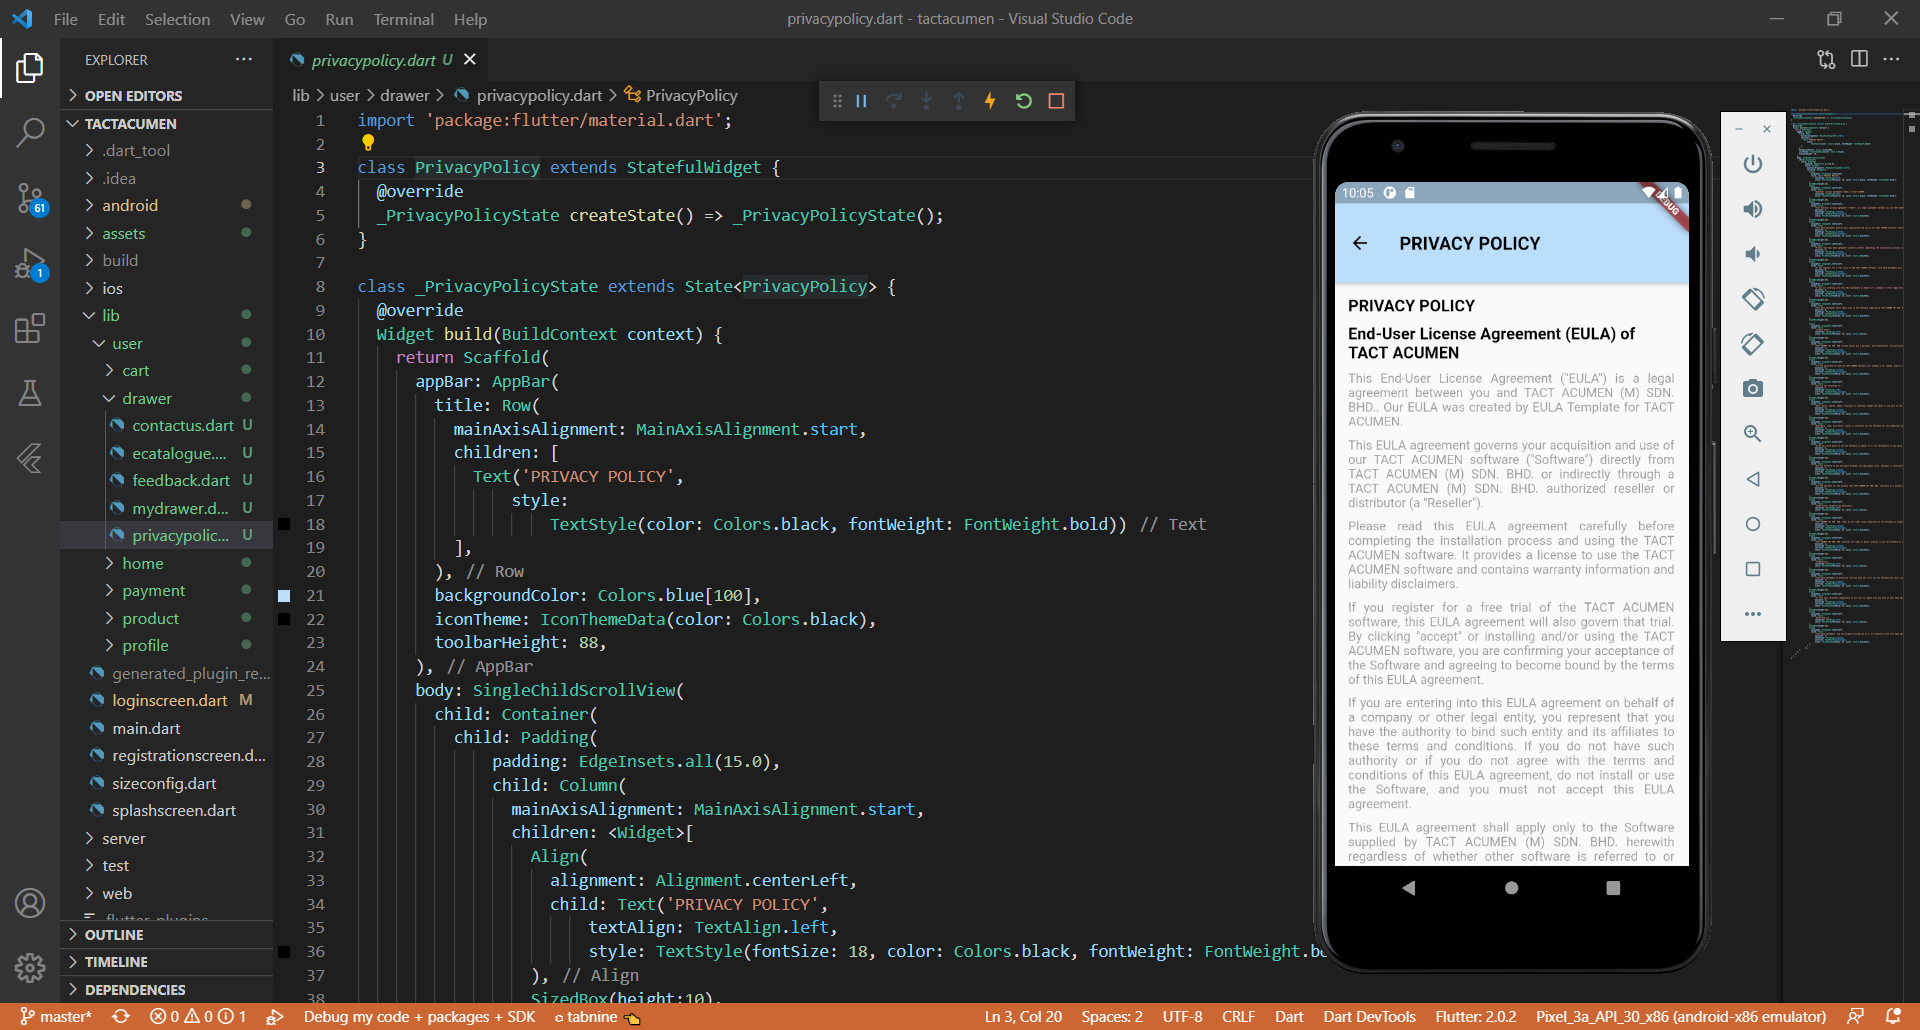 File Edit Selection View Go Run Terminal Help
privacypolicy.dart - tactacumen - Visual Studio Code
EXPLORER
OPEN EDITORS
TACTACUMEN
.dart_tool
.idea
android
assets
build
ios
lib
user
cart
drawer
contactus.dart U
ecatalogue.... U
feedback.dart U
mydrawer.d... U
privacypolic... U
home
payment
product
profile
generated_plugin_re...
loginscreen.dart M
main.dart
registrationscreen.d...
sizeconfig.dart
splashscreen.dart
server
test
web
.flutter_plugins
OUTLINE
TIMELINE
DEPENDENCIES
61
1
privacypolicy.dart U
lib > user > drawer > privacypolicy.dart > PrivacyPolicy
1 import 'package:flutter/material.dart';
2
3 class PrivacyPolicy extends StatefulWidget {
4 @override
5 _PrivacyPolicyState createState() => _PrivacyPolicyState();
6 }
7
8 class _PrivacyPolicyState extends State<PrivacyPolicy> {
9 @override
10 Widget build(BuildContext context) {
11 return Scaffold(
12 appBar: AppBar(
13 title: Row(
14 mainAxisAlignment: MainAxisAlignment.start,
15 children: [
16 Text('PRIVACY POLICY',
17 style:
18 TextStyle(color: Colors.black, fontWeight: FontWeight.bold)) // Text
19 ],
20 ), // Row
21 backgroundColor: Colors.blue[100],
22 iconTheme: IconThemeData(color: Colors.black),
23 toolbarHeight: 88,
24 ), // AppBar
25 body: SingleChildScrollView(
26 child: Container(
27 child: Padding(
28 padding: EdgeInsets.all(15.0),
29 child: Column(
30 mainAxisAlignment: MainAxisAlignment.start,
31 children: <Widget>[
32 Align(
33 alignment: Alignment.centerLeft,
34 child: Text('PRIVACY POLICY',
35 textAlign: TextAlign.left,
36 style: TextStyle(fontSize: 18, color: Colors.black, fontWeight: FontWeight.bo
37 ), // Align
38 SizedBox(height:10),
10:05
DEBUG
PRIVACY POLICY
PRIVACY POLICY
End-User License Agreement (EULA) of
TACT ACUMEN
This End-User License Agreement ("EULA") is a legal
agreement between you and TACT ACUMEN (M) SDN.
BHD.. Our EULA was created by EULA Template for TACT
ACUMEN.
This EULA agreement governs your acquisition and use of
our TACT ACUMEN software ("Software") directly from
TACT ACUMEN (M) SDN. BHD. or indirectly through a
TACT ACUMEN (M) SDN. BHD. authorized reseller or
distributor (a "Reseller").
Please read this EULA agreement carefully before
completing the installation process and using the TACT
ACUMEN software. It provides a license to use the TACT
ACUMEN software and contains warranty information and
liability disclaimers.
If you register for a free trial of the TACT ACUMEN
software, this EULA agreement will also govern that trial.
By clicking "accept" or installing and/or using the TACT
ACUMEN software, you are confirming your acceptance of
the Software and agreeing to become bound by the terms
of this EULA agreement.
If you are entering into this EULA agreement on behalf of
a company or other legal entity, you represent that you
have the authority to bind such entity and its affiliates to
these terms and conditions. If you do not have such
authority or if you do not agree with the terms and
conditions of this EULA agreement, do not install or use
the Software, and you must not accept this EULA
agreement.
This EULA agreement shall apply only to the Software
supplied by TACT ACUMEN (M) SDN. BHD. herewith
regardless of whether other software is referred to or
master* 0 0 1 Debug my code + packages + SDK tabnine Ln 3, Col 20 Spaces: 2 UTF-8 CRLF Dart Dart DevTools Flutter: 2.0.2 Pixel_3a_API_30_x86 (android-x86 emulator)